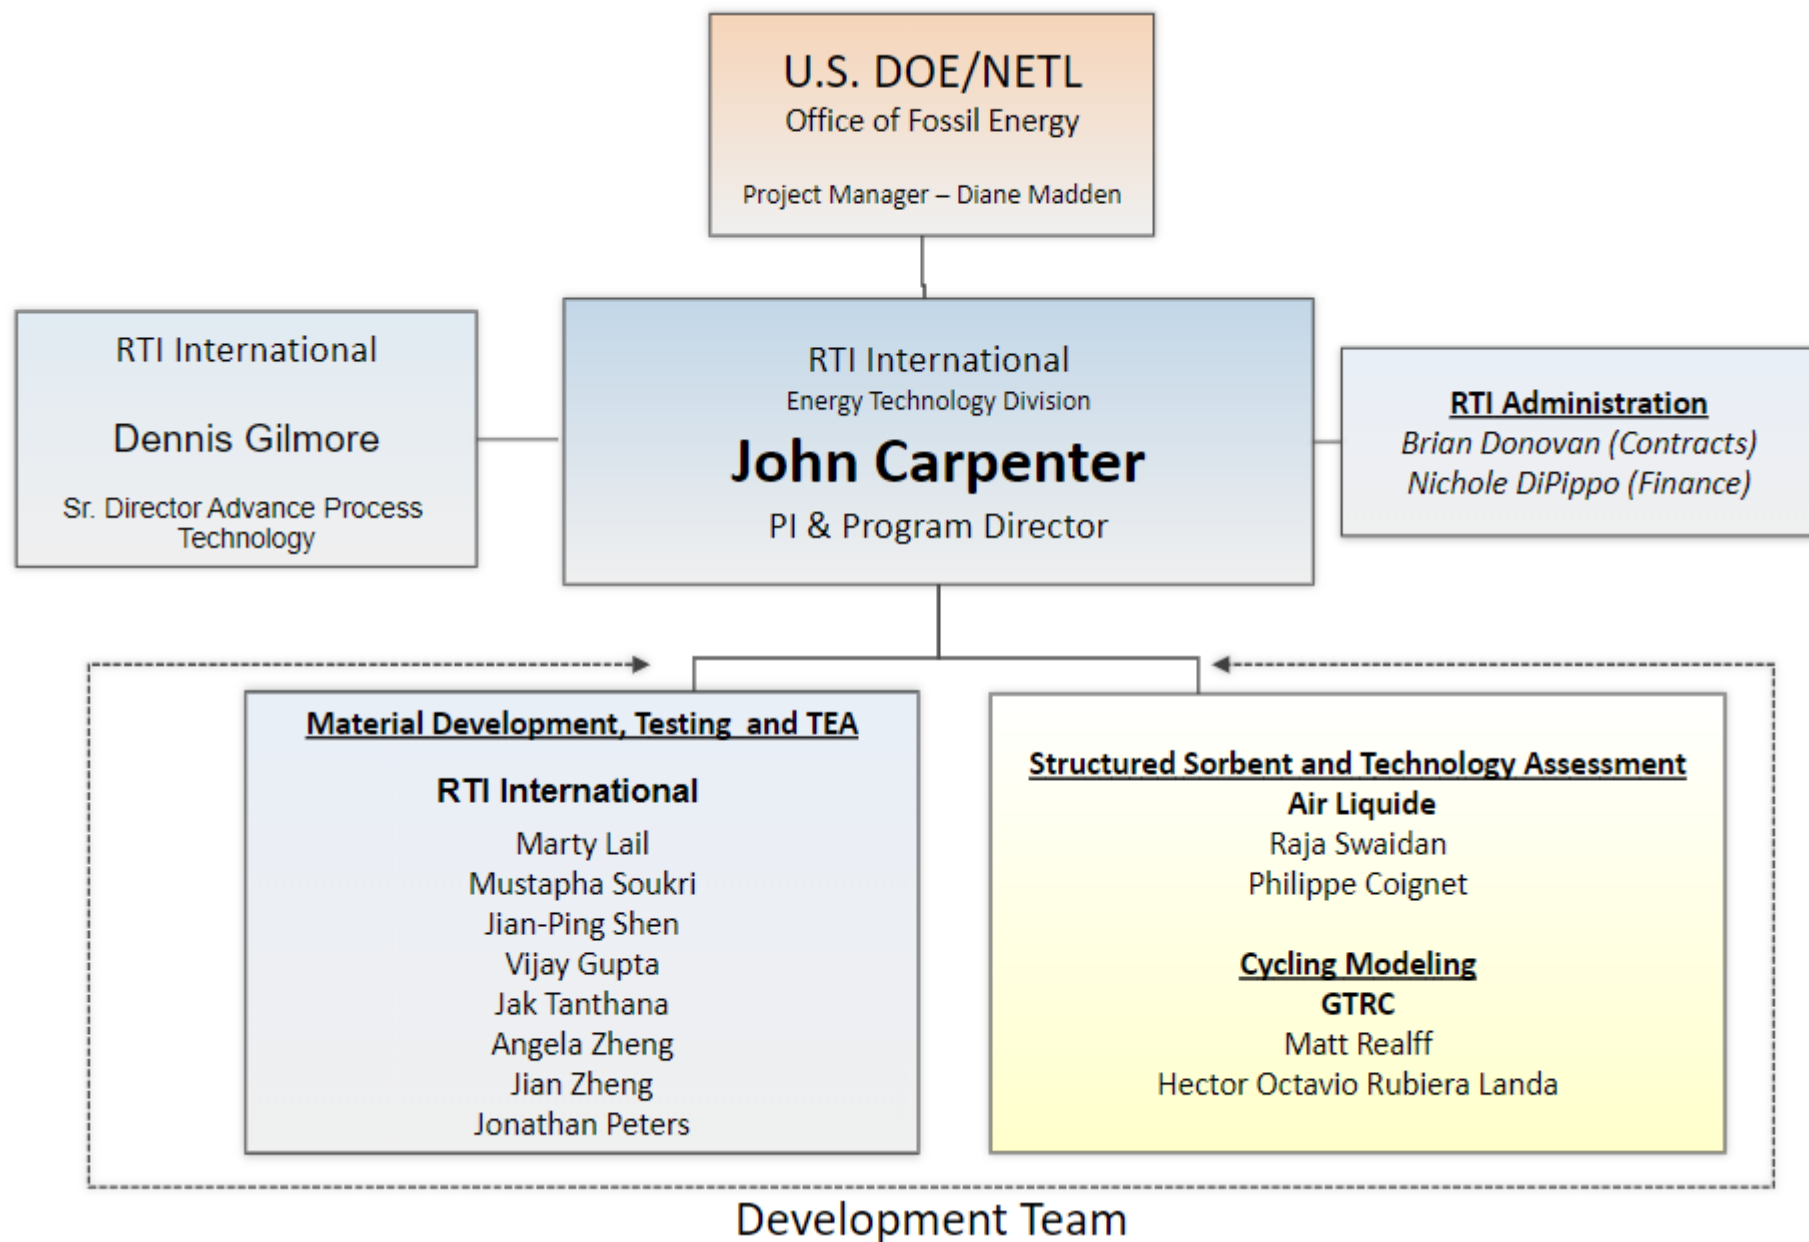 U.S. DOE/NETL
Office of Fossil Energy
Project Manager – Diane Madden
RTI International
Dennis Gilmore
Sr. Director Advance Process
Technology
RTI International
Energy Technology Division
John Carpenter
PI & Program Director
RTI Administration
Brian Donovan (Contracts)
Nichole DiPippo (Finance)
Material Development, Testing and TEA
RTI International
Marty Lail
Mustapha Soukri
Jian-Ping Shen
Vijay Gupta
Jak Tanthana
Angela Zheng
Jian Zheng
Jonathan Peters
Structured Sorbent and Technology Assessment
Air Liquide
Raja Swaidan
Philippe Coignet
Cycling Modeling
GTRC
Matt Realff
Hector Octavio Rubiera Landa
Development Team